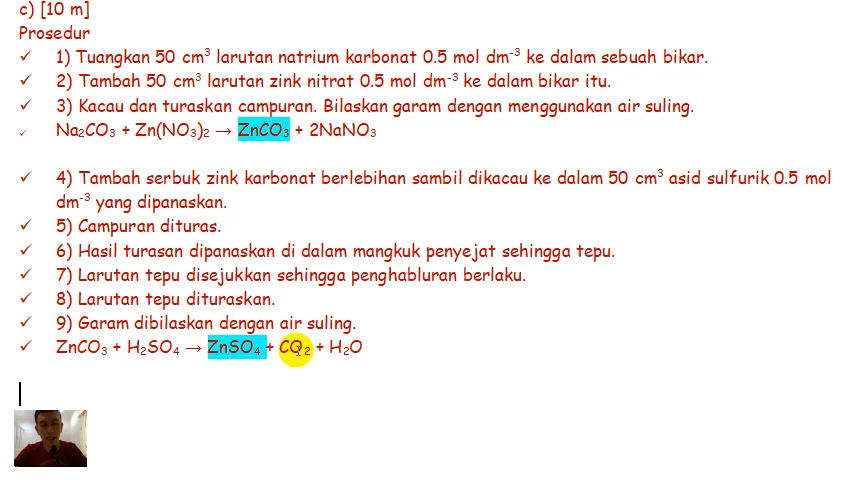 c) [10 m]
Prosedur
✓ 1) Tuangkan 50 cm³ larutan natrium karbonat 0.5 mol dm⁻³ ke dalam sebuah bikar.
✓ 2) Tambah 50 cm³ larutan zink nitrat 0.5 mol dm⁻³ ke dalam bikar itu.
✓ 3) Kacau dan turaskan campuran. Bilaskan garam dengan menggunakan air suling.
✓ Na₂CO₃ + Zn(NO₃)₂ → ZnCO₃ + 2NaNO₃
✓ 4) Tambah serbuk zink karbonat berlebihan sambil dikacau ke dalam 50 cm³ asid sulfurik 0.5 mol
dm⁻³ yang dipanaskan.
✓ 5) Campuran dituras.
✓ 6) Hasil turasan dipanaskan di dalam mangkuk penyejat sehingga tepu.
✓ 7) Larutan tepu disejukkan sehingga penghabluran berlaku.
✓ 8) Larutan tepu dituraskan.
✓ 9) Garam dibilaskan dengan air suling.
✓ ZnCO₃ + H₂SO₄ → ZnSO₄ + CO₂ + H₂O